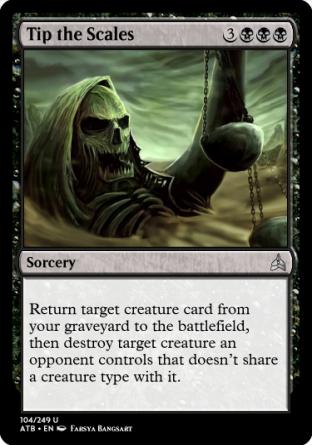 Tip the Scales 3
Sorcery
Return target creature card from
your graveyard to the battlefield,
then destroy target creature an
opponent controls that doesn't share
a creature type with it.
104/249 U
ATB • EN Farsya Bangsart